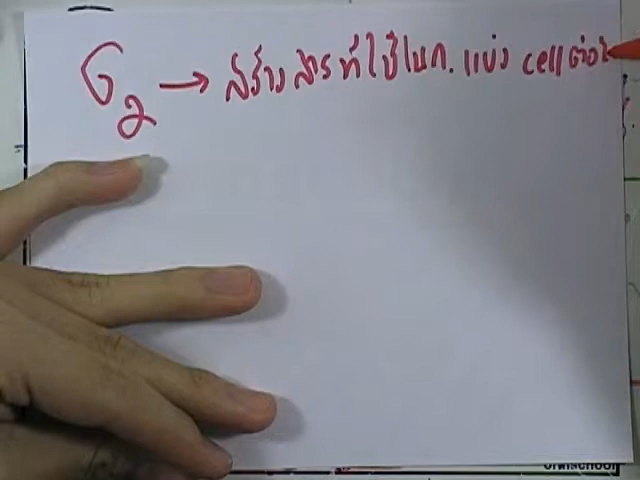 G₂ → สร้างสารที่ใช้ในก. แบ่ง cell ต่อ